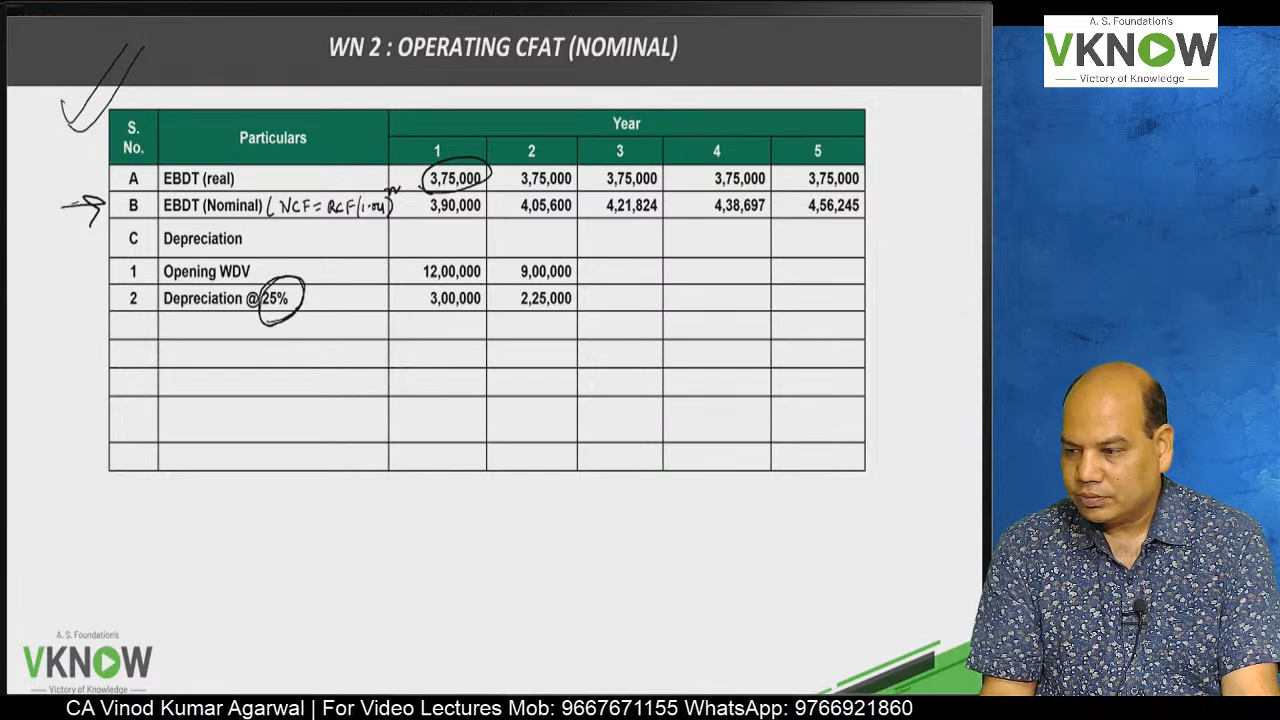 WN 2 : OPERATING CFAT (NOMINAL)
A. S. Foundation's
VKNOW
Victory of Knowledge
S. No. Particulars Year
1 2 3 4 5
A EBDT (real) 3,75,000 3,75,000 3,75,000 3,75,000 3,75,000
B EBDT (Nominal) (NCF = RCF(1.04)^n 3,90,000 4,05,600 4,21,824 4,38,697 4,56,245
C Depreciation
1 Opening WDV 12,00,000 9,00,000
2 Depreciation @ 25% 3,00,000 2,25,000
A. S. Foundation's
VKNOW
Victory of Knowledge
CA Vinod Kumar Agarwal | For Video Lectures Mob: 9667671155 WhatsApp: 9766921860